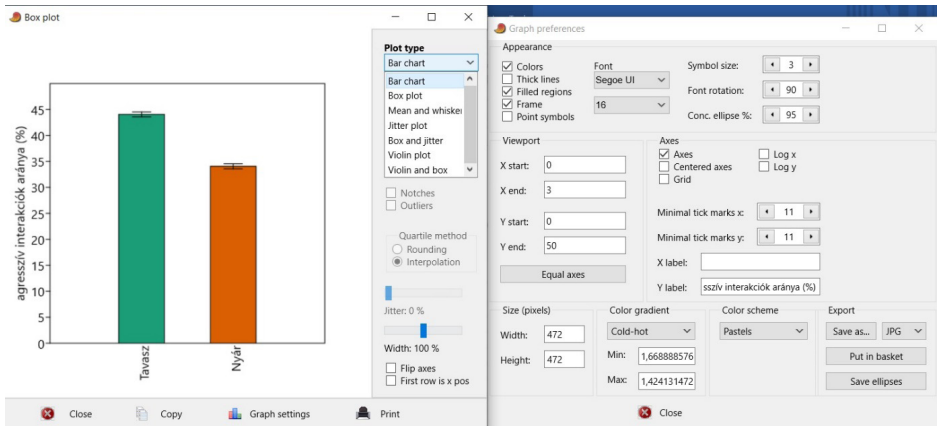 Box plot
agresszív interakciók aránya (%)
45
40
35
30
25
20
15
10
5
0
Tavasz
Nyár
Plot type
Bar chart
Bar chart
Box plot
Mean and whisker
Jitter plot
Box and jitter
Violin plot
Violin and box
Notches
Outliers
Quartile method
Rounding
Interpolation
Jitter: 0 %
Width: 100 %
Flip axes
First row is x pos
Close
Copy
Graph settings
Print
Graph preferences
Appearance
Colors
Thick lines
Filled regions
Frame
Point symbols
Font
Segoe UI
16
Symbol size: 3
Font rotation: 90
Conc. ellipse %: 95
Viewport
X start: 0
X end: 3
Y start: 0
Y end: 50
Equal axes
Axes
Axes
Centered axes
Grid
Log x
Log y
Minimal tick marks x: 11
Minimal tick marks y: 11
X label:
Y label: sszív interakciók aránya (%)
Size (pixels)
Width: 472
Height: 472
Color gradient
Cold-hot
Min: 1,668888576
Max: 1,424131472
Color scheme
Pastels
Export
Save as... JPG
Put in basket
Save ellipses
Close